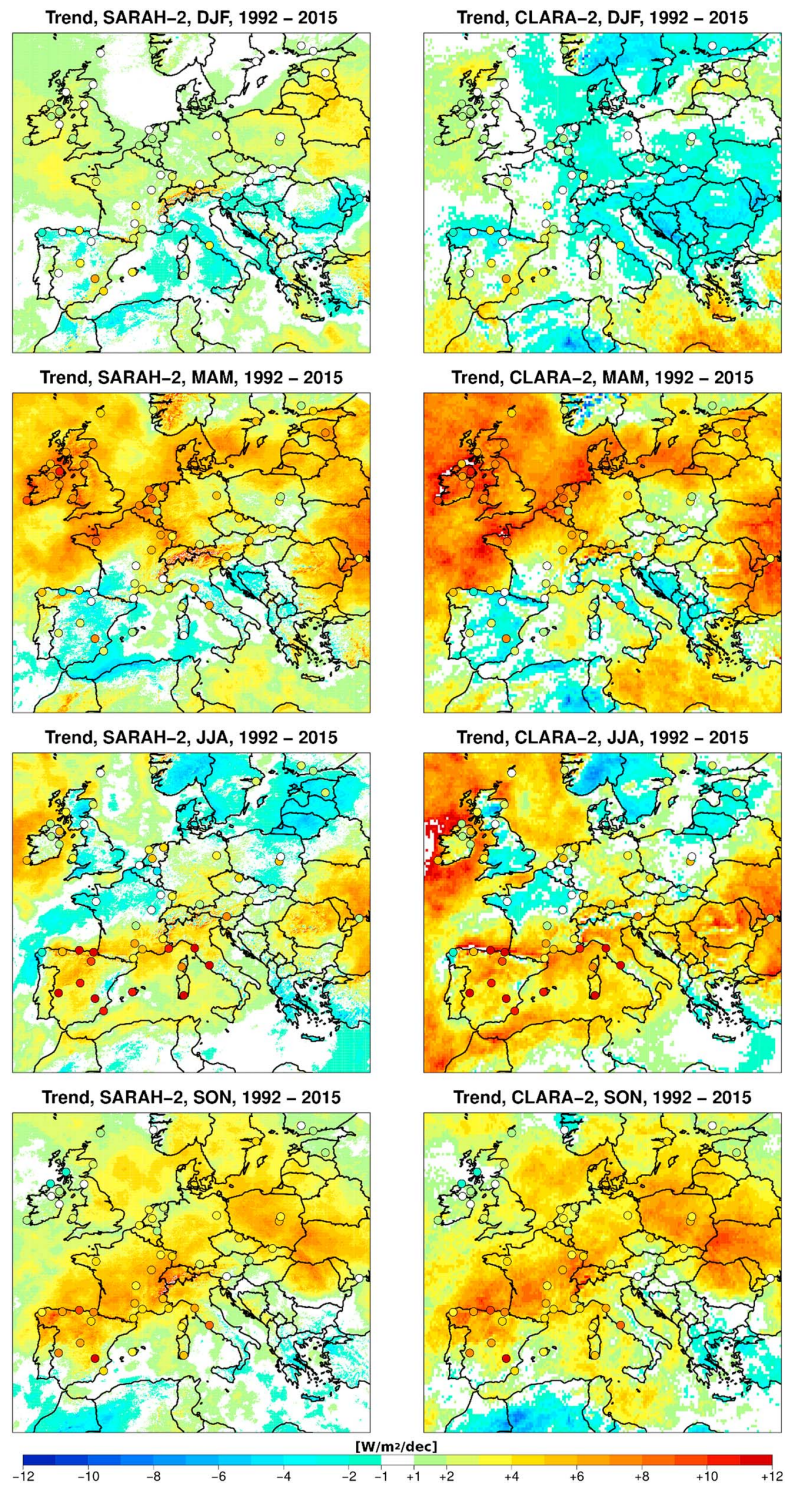 Trend, SARAH−2, DJF, 1992 − 2015
Trend, CLARA−2, DJF, 1992 − 2015
Trend, SARAH−2, MAM, 1992 − 2015
Trend, CLARA−2, MAM, 1992 − 2015
Trend, SARAH−2, JJA, 1992 − 2015
Trend, CLARA−2, JJA, 1992 − 2015
Trend, SARAH−2, SON, 1992 − 2015
Trend, CLARA−2, SON, 1992 − 2015
[W/m²/dec]
−12 −10 −8 −6 −4 −2 −1 +1 +2 +4 +6 +8 +10 +12